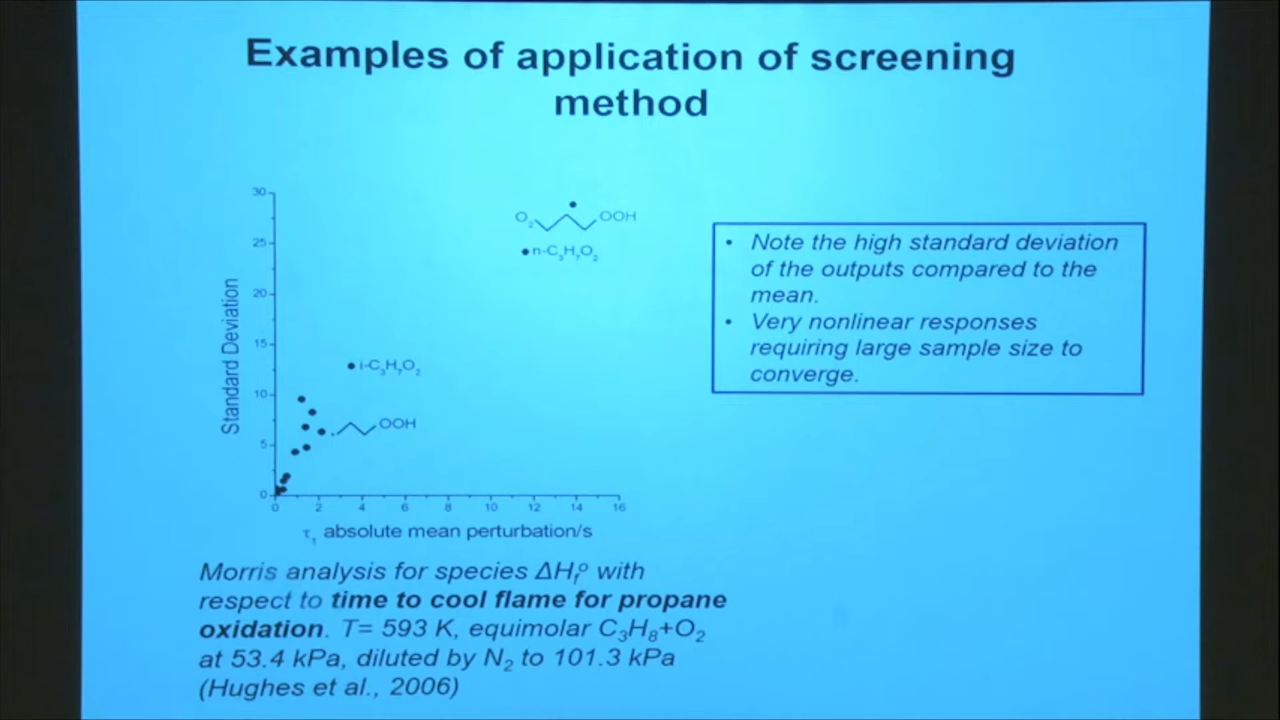 Examples of application of screening
method
30
25
20
15
10
5
0
Standard Deviation
0 2 4 6 8 10 12 14 16
τ₁ absolute mean perturbation/s
O₂ OOH
n-C₃H₇O₂
i-C₃H₇O₂
OOH
• Note the high standard deviation
of the outputs compared to the
mean.
• Very nonlinear responses
requiring large sample size to
converge.
Morris analysis for species ΔHfº with
respect to time to cool flame for propane
oxidation. T= 593 K, equimolar C₃H₈+O₂
at 53.4 kPa, diluted by N₂ to 101.3 kPa
(Hughes et al., 2006)